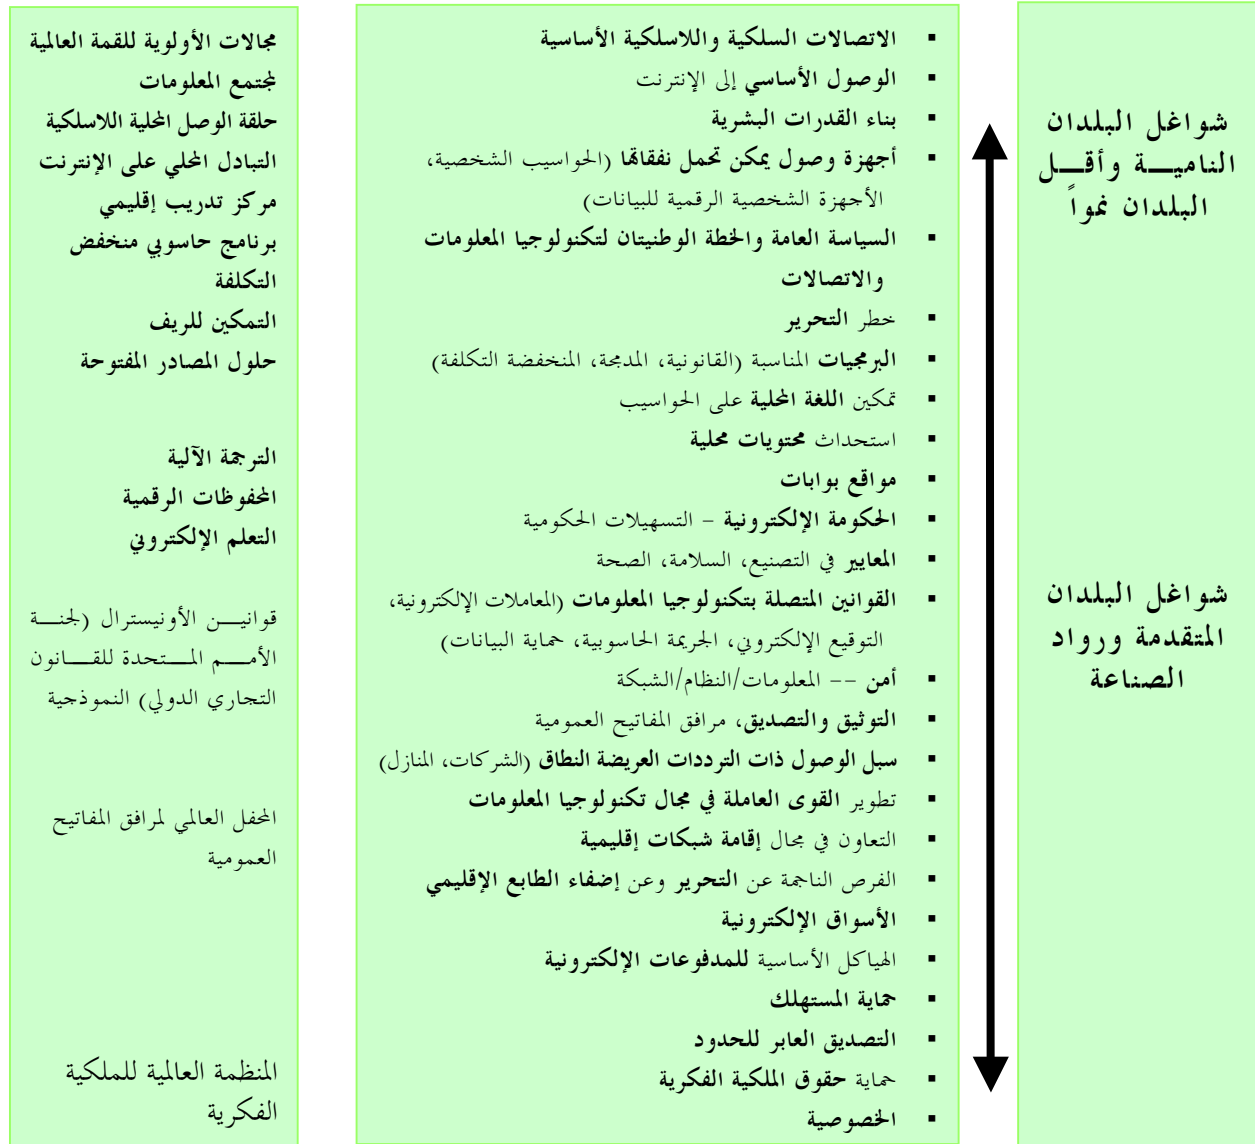 شواغل البلدان
الناميــة وأقــل
البلدان نمواً
شواغل البلدان
المتقدمة ورواد
الصناعة
▪ الاتصالات السلكية واللاسلكية الأساسية
▪ الوصول الأساسي إلى الإنترنت
▪ بناء القدرات البشرية
▪ أجهزة وصول يمكن تحمل نفقاتها (الحواسيب الشخصية،
الأجهزة الشخصية الرقمية للبيانات)
▪ السياسة العامة والخطة الوطنيتان لتكنولوجيا المعلومات
والاتصالات
▪ خطر التحرير
▪ البرمجيات المناسبة (القانونية، المدمجة، المنخفضة التكلفة)
▪ تمكين اللغة المحلية على الحواسيب
▪ استحداث محتويات محلية
▪ مواقع بوابات
▪ الحكومة الإلكترونية – التسهيلات الحكومية
▪ المعايير في التصنيع، السلامة، الصحة
▪ القوانين المتصلة بتكنولوجيا المعلومات (المعاملات الإلكترونية،
التوقيع الإلكتروني، الجريمة الحاسوبية، حماية البيانات)
▪ أمن -- المعلومات/النظام/الشبكة
▪ التوثيق والتصديق، مرافق المفاتيح العمومية
▪ سبل الوصول ذات الترددات العريضة النطاق (الشركات، المنازل)
▪ تطوير القوى العاملة في مجال تكنولوجيا المعلومات
▪ التعاون في مجال إقامة شبكات إقليمية
▪ الفرص الناجمة عن التحرير وعن إضفاء الطابع الإقليمي
▪ الأسواق الإلكترونية
▪ الهياكل الأساسية للمدفوعات الإلكترونية
▪ حماية المستهلك
▪ التصديق العابر للحدود
▪ حماية حقوق الملكية الفكرية
▪ الخصوصية
مجالات الأولوية للقمة العالمية
لمجتمع المعلومات
حلقة الوصل المحلية اللاسلكية
التبادل المحلي على الإنترنت
مركز تدريب إقليمي
برنامج حاسوبي منخفض
التكلفة
التمكين للريف
حلول المصادر المفتوحة
الترجمة الآلية
المحفوظات الرقمية
التعلم الإلكتروني
قوانيــن الأونيسترال (لجنــة
الأمــم المــتحدة للقــانون
التجاري الدولي) النموذجية
المحفل العالمي لمرافق المفاتيح
العمومية
المنظمة العالمية للملكية
الفكرية